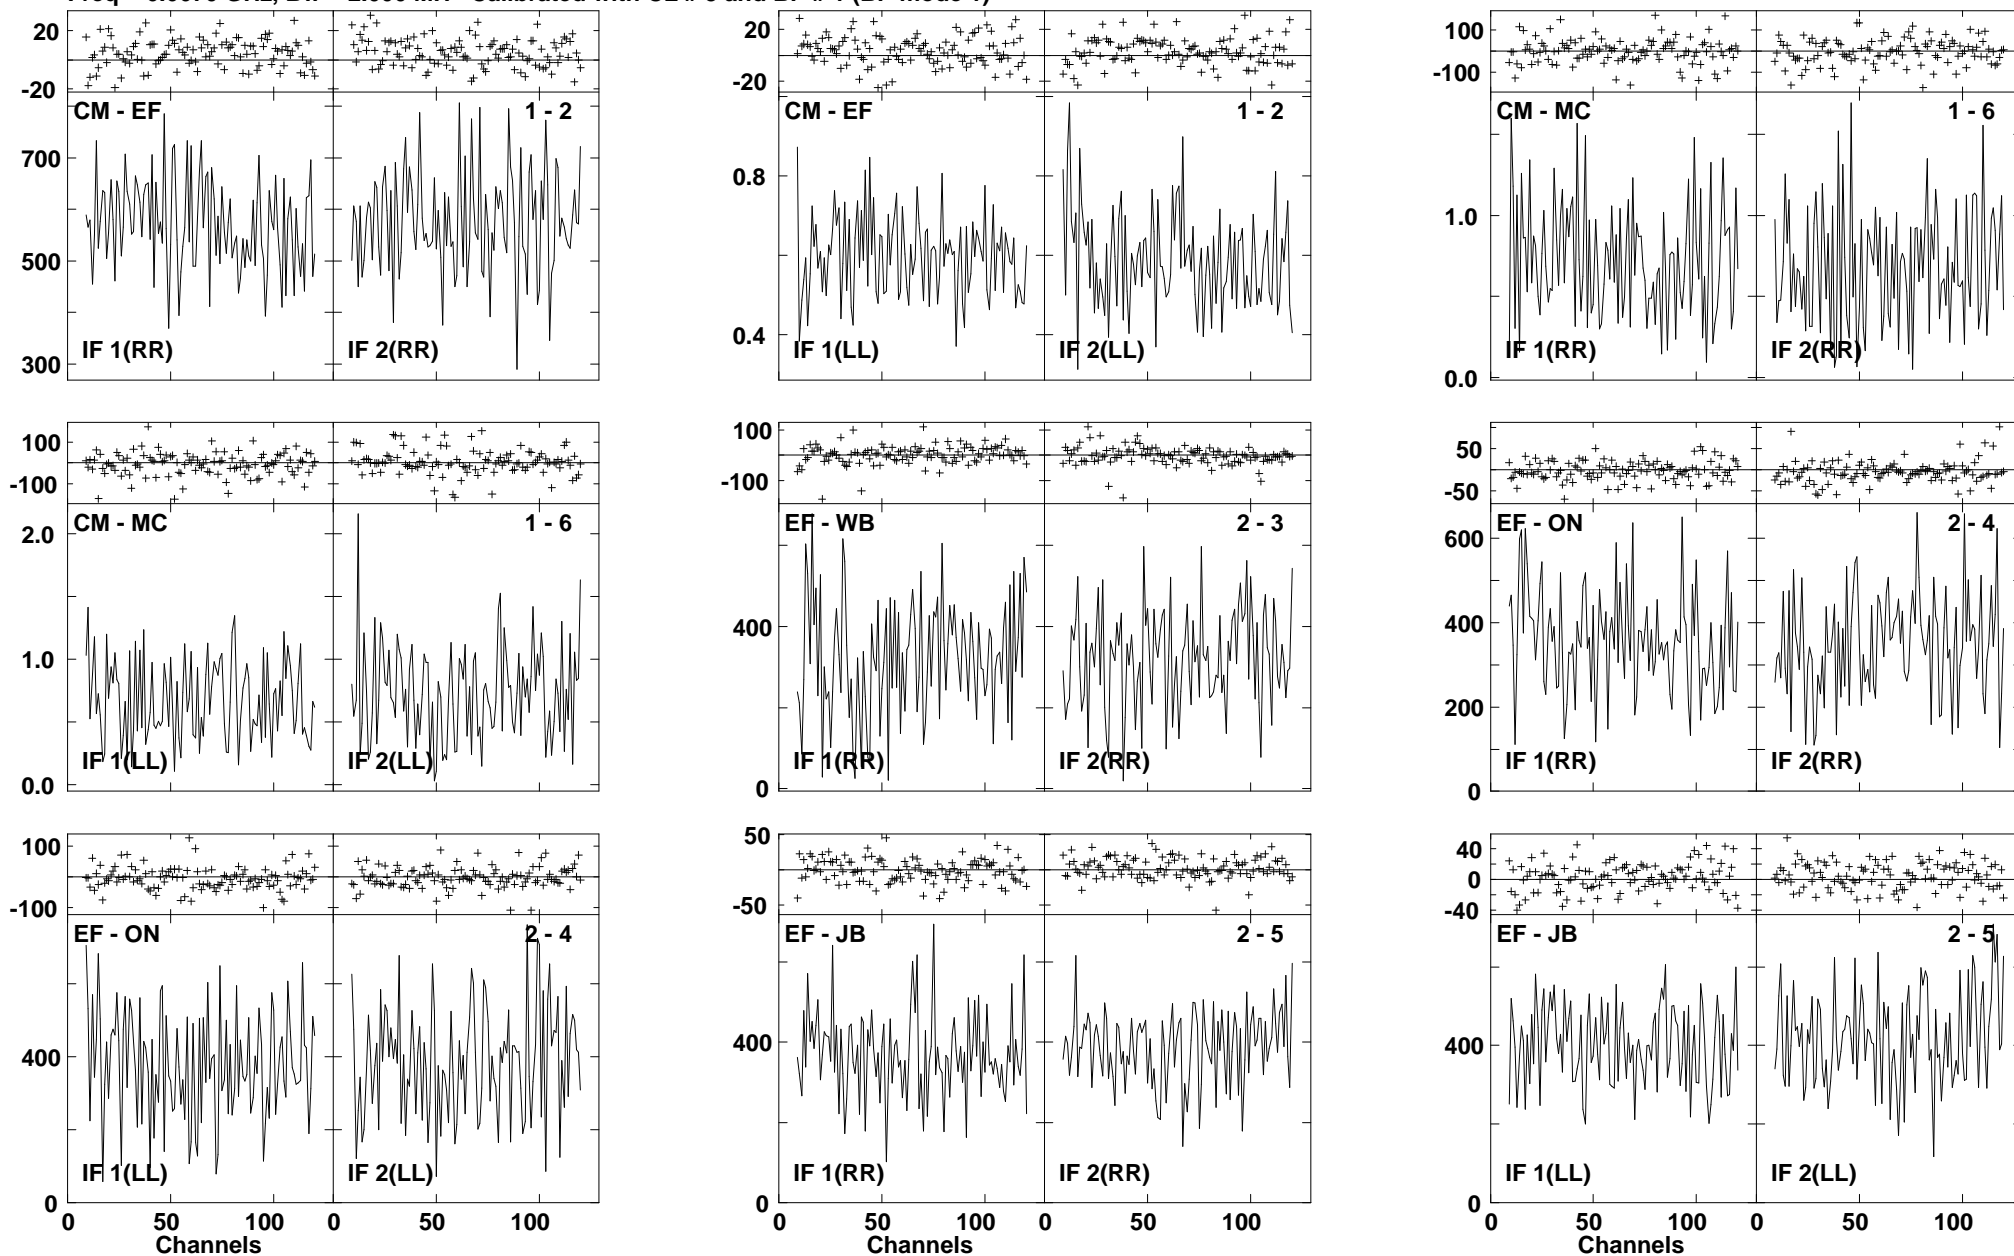 20
-20
CM - EF
1 - 2
700
500
300
IF 1(RR)
IF 2(RR)
20
-20
CM - EF
1 - 2
0.8
0.4
IF 1(LL)
IF 2(LL)
100
-100
CM - MC
1 - 6
1.0
0.0
IF 1(RR)
IF 2(RR)
100
-100
CM - MC
1 - 6
2.0
1.0
0.0
IF 1(LL)
IF 2(LL)
100
-100
EF - WB
2 - 3
400
0
IF 1(RR)
IF 2(RR)
50
-50
EF - ON
2 - 4
600
400
200
0
IF 1(RR)
IF 2(RR)
100
-100
EF - ON
2 - 4
400
0
IF 1(LL)
IF 2(LL)
0 50 100 0 50 100
Channels
50
-50
EF - JB
2 - 5
400
0
IF 1(RR)
IF 2(RR)
0 50 100 0 50 100
Channels
40
0
-40
EF - JB
2 - 5
400
0
IF 1(LL)
IF 2(LL)
0 50 100 0 50 100
Channels